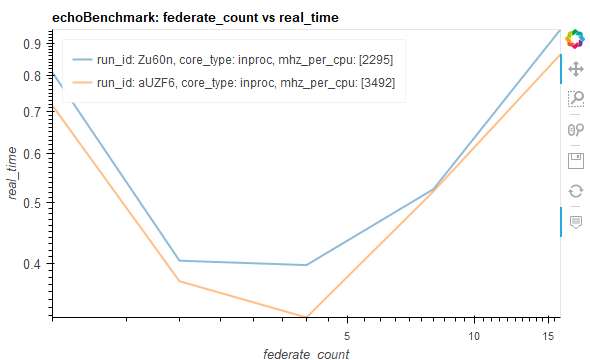 echoBenchmark: federate_count vs real_time
run_id: Zu60n, core_type: inproc, mhz_per_cpu: [2295]
run_id: aUZF6, core_type: inproc, mhz_per_cpu: [3492]
real_time
0.9
0.8
0.7
0.6
0.5
0.4
5
10
15
federate_count